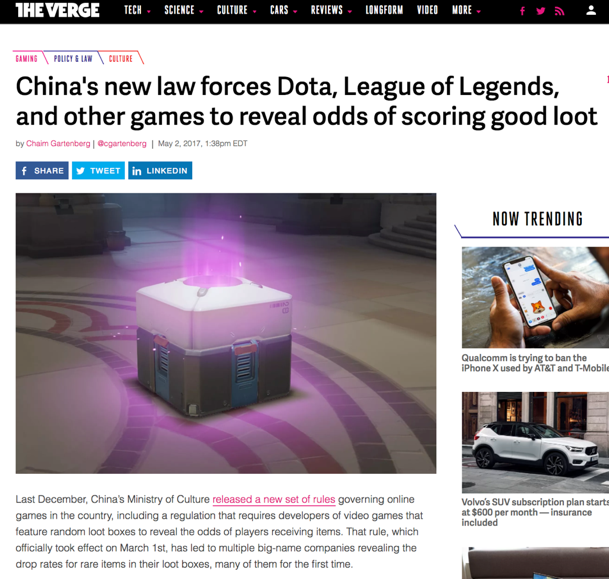 THE VERGE
TECH SCIENCE CULTURE CARS REVIEWS LONGFORM VIDEO MORE
GAMING POLICY & LAW CULTURE
China's new law forces Dota, League of Legends,
and other games to reveal odds of scoring good loot
by Chaim Gartenberg | @cgartenberg | May 2, 2017, 1:38pm EDT
SHARE TWEET LINKEDIN
NOW TRENDING
Qualcomm is trying to ban the
iPhone X used by AT&T and T-Mobile
Volvo's SUV subscription plan starts
at $600 per month — insurance
included
Last December, China's Ministry of Culture released a new set of rules governing online
games in the country, including a regulation that requires developers of video games that
feature random loot boxes to reveal the odds of players receiving items. That rule, which
officially took effect on March 1st, has led to multiple big-name companies revealing the
drop rates for rare items in their loot boxes, many of them for the first time.